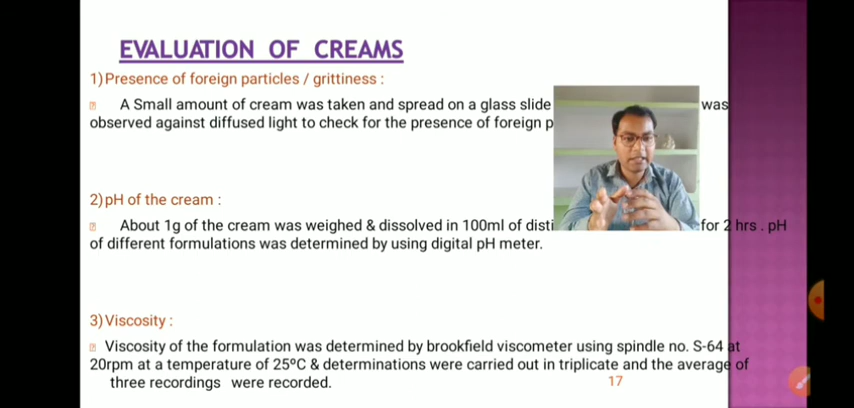 EVALUATION OF CREAMS
1) Presence of foreign particles / grittiness :
A Small amount of cream was taken and spread on a glass slide was
observed against diffused light to check for the presence of foreign p
2) pH of the cream :
About 1g of the cream was weighed & dissolved in 100ml of disti for 2 hrs . pH
of different formulations was determined by using digital pH meter.
3) Viscosity :
Viscosity of the formulation was determined by brookfield viscometer using spindle no. S-64 at
20rpm at a temperature of 25ºC & determinations were carried out in triplicate and the average of
three recordings were recorded.
17